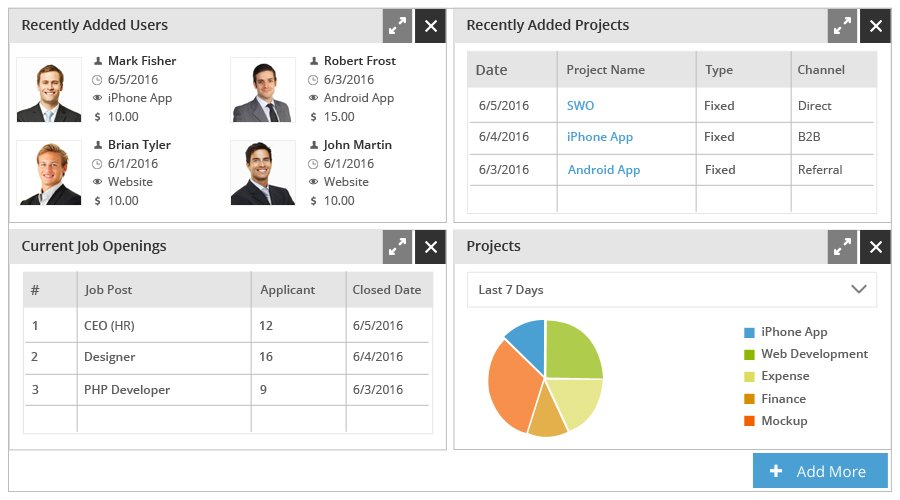 Recently Added Users
Mark Fisher
6/5/2016
iPhone App
$ 10.00
Robert Frost
6/3/2016
Android App
$ 15.00
Brian Tyler
6/1/2016
Website
$ 10.00
John Martin
6/1/2016
Website
$ 10.00
Recently Added Projects
Date Project Name Type Channel
6/5/2016 SWO Fixed Direct
6/4/2016 iPhone App Fixed B2B
6/3/2016 Android App Fixed Referral
Current Job Openings
# Job Post Applicant Closed Date
1 CEO (HR) 12 6/5/2016
2 Designer 16 6/4/2016
3 PHP Developer 9 6/3/2016
Projects
Last 7 Days
iPhone App
Web Development
Expense
Finance
Mockup
+ Add More